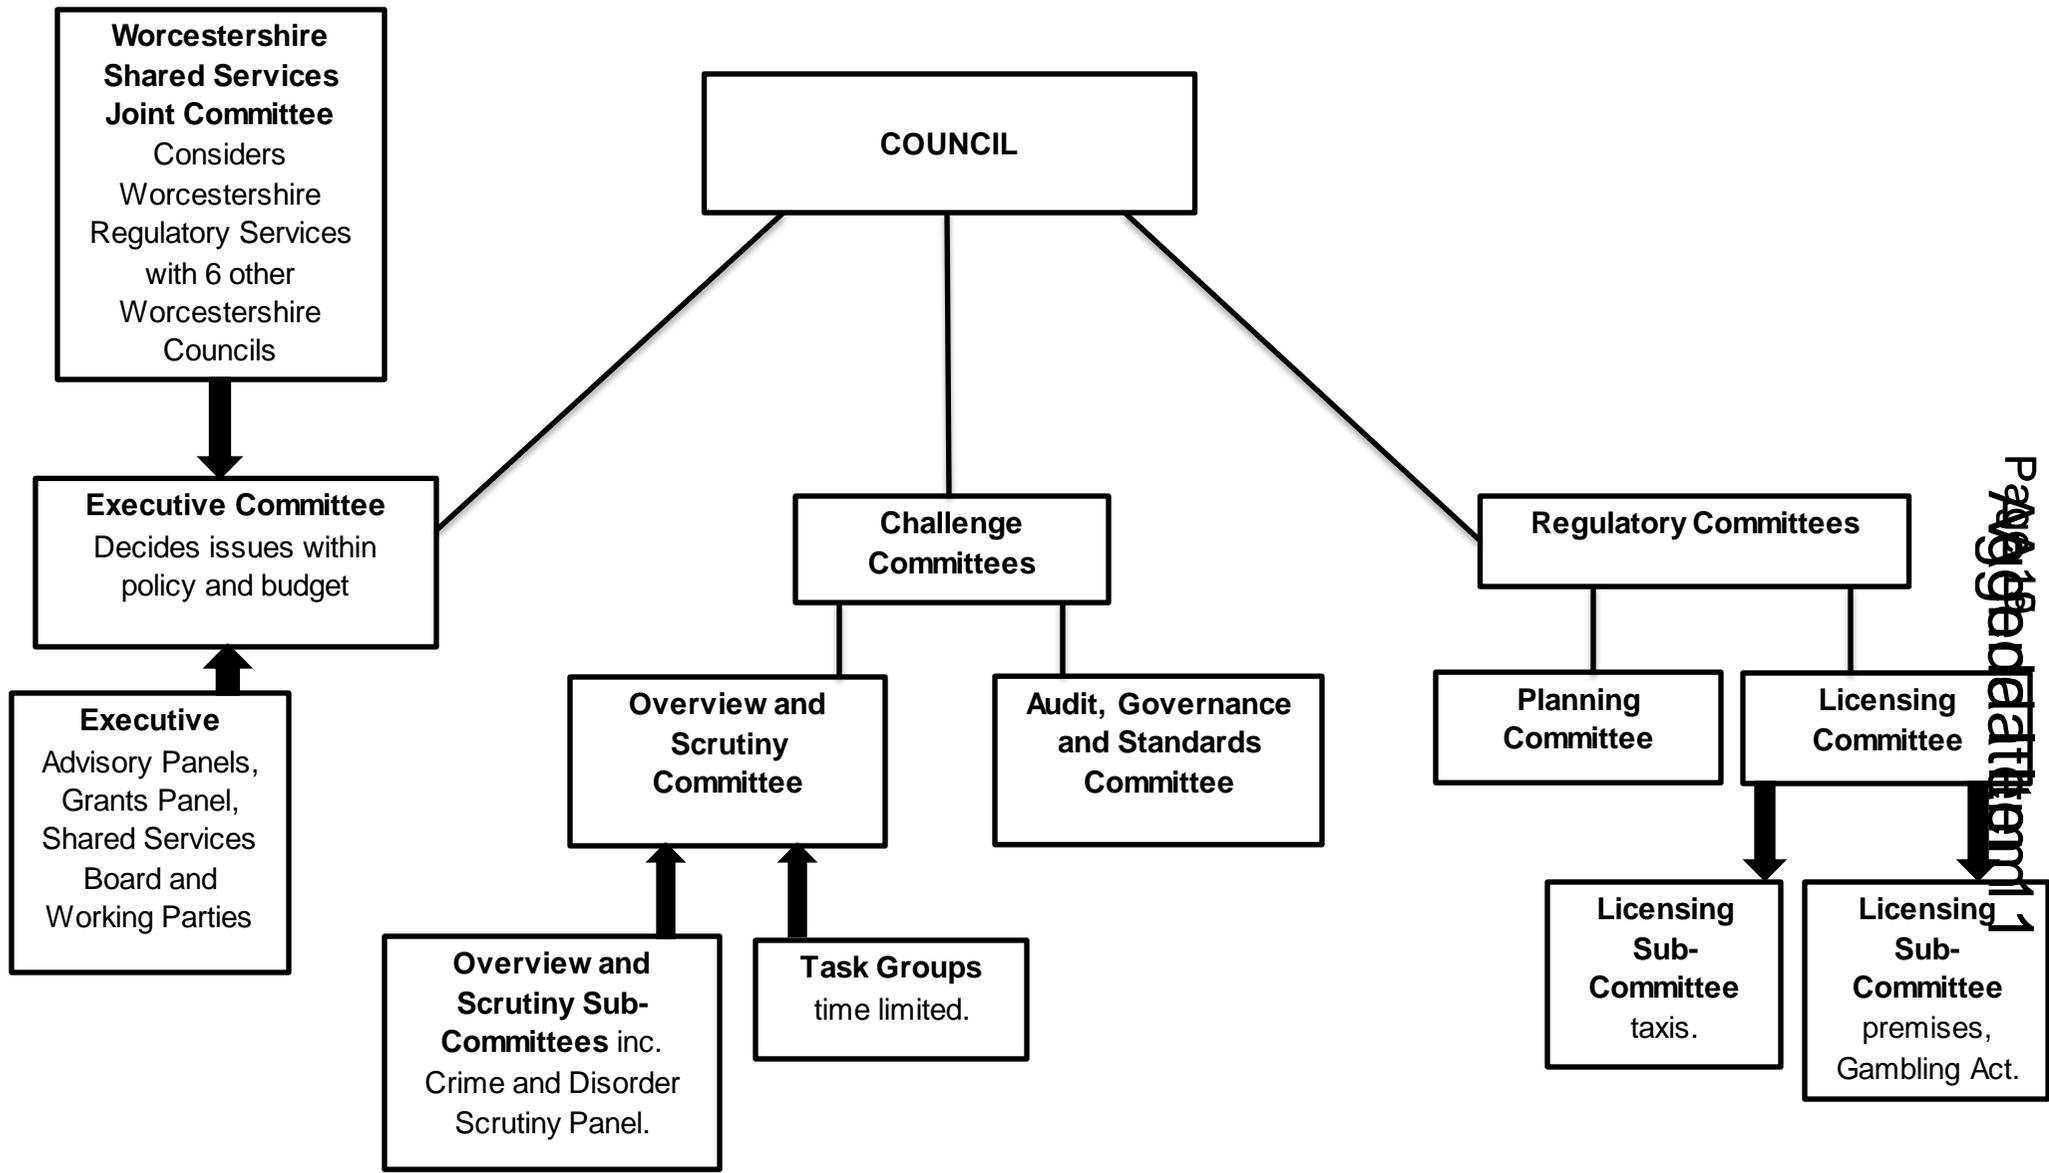 Worcestershire
Shared Services
Joint Committee
Considers
Worcestershire
Regulatory Services
with 6 other
Worcestershire
Councils
COUNCIL
Executive Committee
Decides issues within
policy and budget
Challenge
Committees
Regulatory Committees
Executive
Advisory Panels,
Grants Panel,
Shared Services
Board and
Working Parties
Overview and
Scrutiny
Committee
Audit, Governance
and Standards
Committee
Planning
Committee
Licensing
Committee
Overview and
Scrutiny Sub-
Committees inc.
Crime and Disorder
Scrutiny Panel.
Task Groups
time limited.
Licensing
Sub-
Committee
taxis.
Licensing
Sub-
Committee
premises,
Gambling Act.